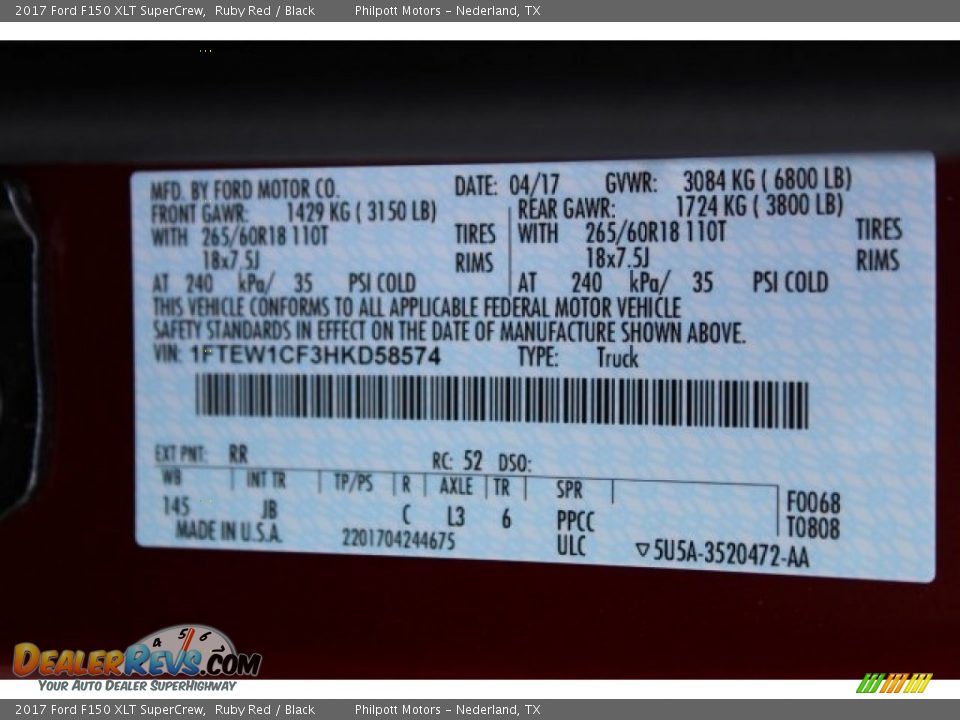 2017 Ford F150 XLT SuperCrew, Ruby Red / Black Philpott Motors – Nederland, TX
MFD. BY FORD MOTOR CO. DATE: 04/17 GVWR: 3084 KG ( 6800 LB)
FRONT GAWR: 1429 KG ( 3150 LB) REAR GAWR: 1724 KG ( 3800 LB)
WITH 265/60R18 110T TIRES WITH 265/60R18 110T TIRES
18x7.5J RIMS 18x7.5J RIMS
AT 240 kPa/ 35 PSI COLD AT 240 kPa/ 35 PSI COLD
THIS VEHICLE CONFORMS TO ALL APPLICABLE FEDERAL MOTOR VEHICLE
SAFETY STANDARDS IN EFFECT ON THE DATE OF MANUFACTURE SHOWN ABOVE.
VIN: 1FTEW1CF3HKD58574 TYPE: Truck
EXT PNT: RR RC: 52 DSO:
WB INT TR TP/PS R AXLE TR SPR F0068
145 JB C L3 6 PPCC T0808
MADE IN U.S.A. 2201704244675 ULC ▽5U5A-3520472-AA
4 5 6
DEALERREVS.COM
YOUR AUTO DEALER SUPERHIGHWAY
2017 Ford F150 XLT SuperCrew, Ruby Red / Black Philpott Motors – Nederland, TX